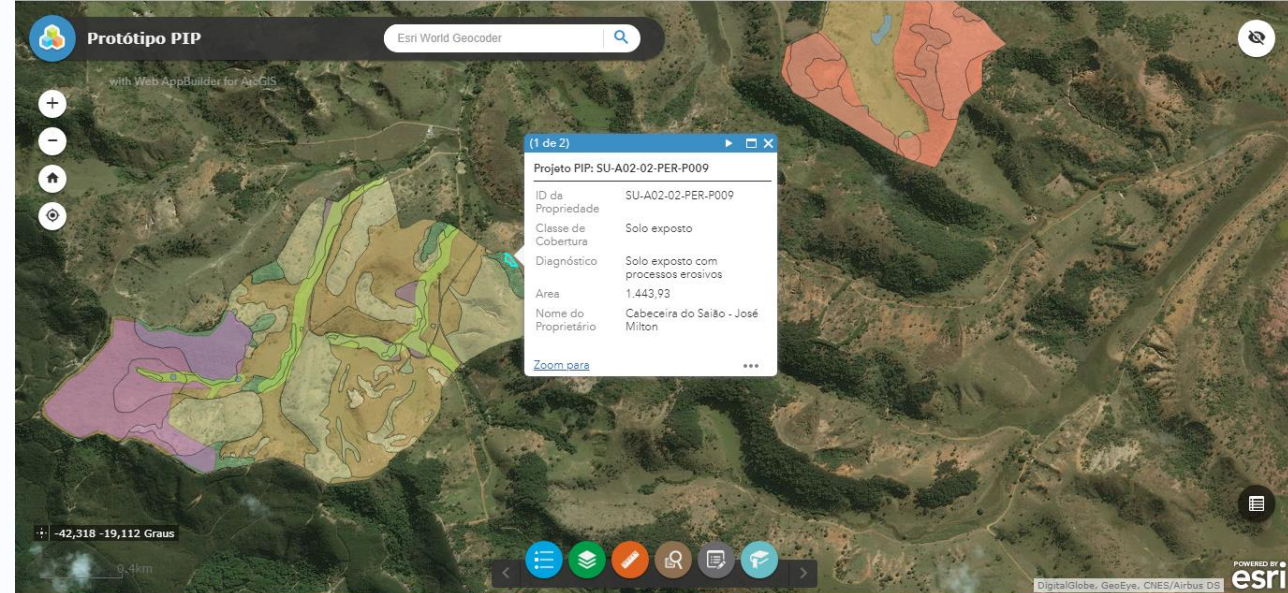 Protótipo PIP
Esri World Geocoder
with Web AppBuilder for ArcGIS
+
−
(1 de 2)
Projeto PIP: SU-A02-02-PER-P009
ID da Propriedade SU-A02-02-PER-P009
Classe de Cobertura Solo exposto
Diagnóstico Solo exposto com processos erosivos
Area 1.443,93
Nome do Proprietário Cabeceira do Saião - José Milton
Zoom para
-42,318 -19,112 Graus
0.4km
DigitalGlobe, GeoEye, CNES/Airbus DS
POWERED BY
esri